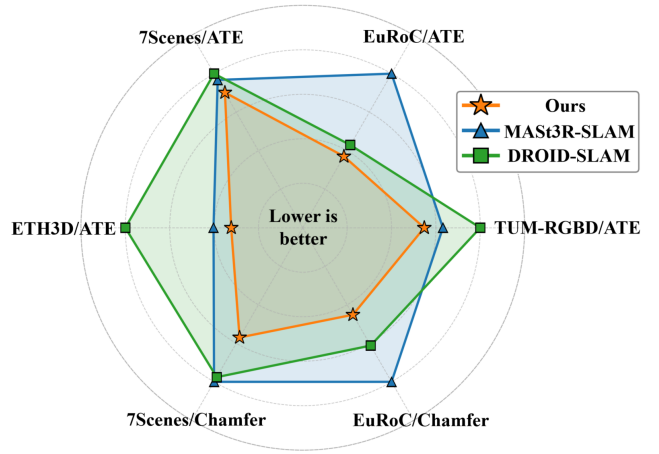 7Scenes/ATE
EuRoC/ATE
Ours
MASt3R-SLAM
DROID-SLAM
ETH3D/ATE
Lower is
better
TUM-RGBD/ATE
7Scenes/Chamfer
EuRoC/Chamfer